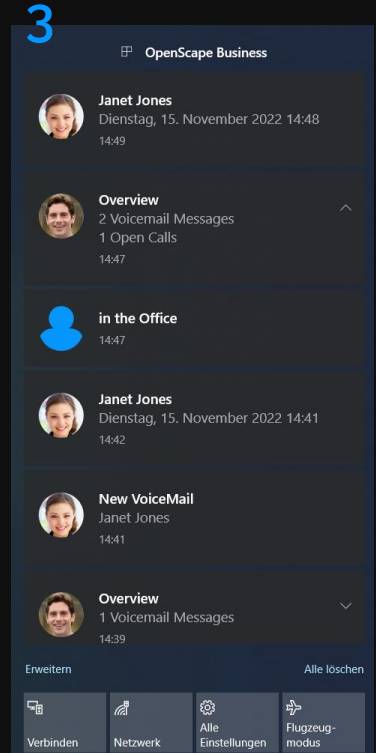 3
OpenScape Business
Janet Jones
Dienstag, 15. November 2022 14:48
14:49
Overview
2 Voicemail Messages
1 Open Calls
14:47
in the Office
14:47
Janet Jones
Dienstag, 15. November 2022 14:41
14:42
New VoiceMail
Janet Jones
14:41
Overview
1 Voicemail Messages
14:39
Erweitern Alle löschen
Verbinden
Netzwerk
Alle
Einstellungen
Flugzeug-
modus